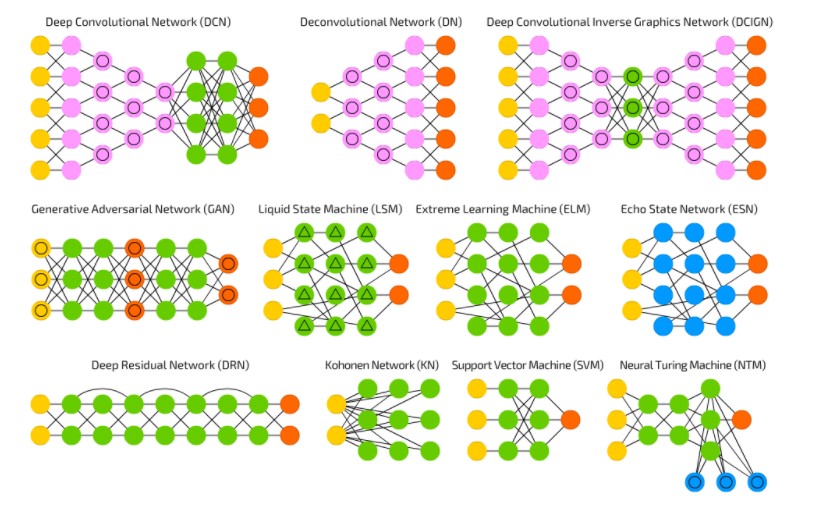 Deep Convolutional Network (DCN)
Deconvolutional Network (DN)
Deep Convolutional Inverse Graphics Network (DCIGN)
Generative Adversarial Network (GAN)
Liquid State Machine (LSM)
Extreme Learning Machine (ELM)
Echo State Network (ESN)
Deep Residual Network (DRN)
Kohonen Network (KN)
Support Vector Machine (SVM)
Neural Turing Machine (NTM)